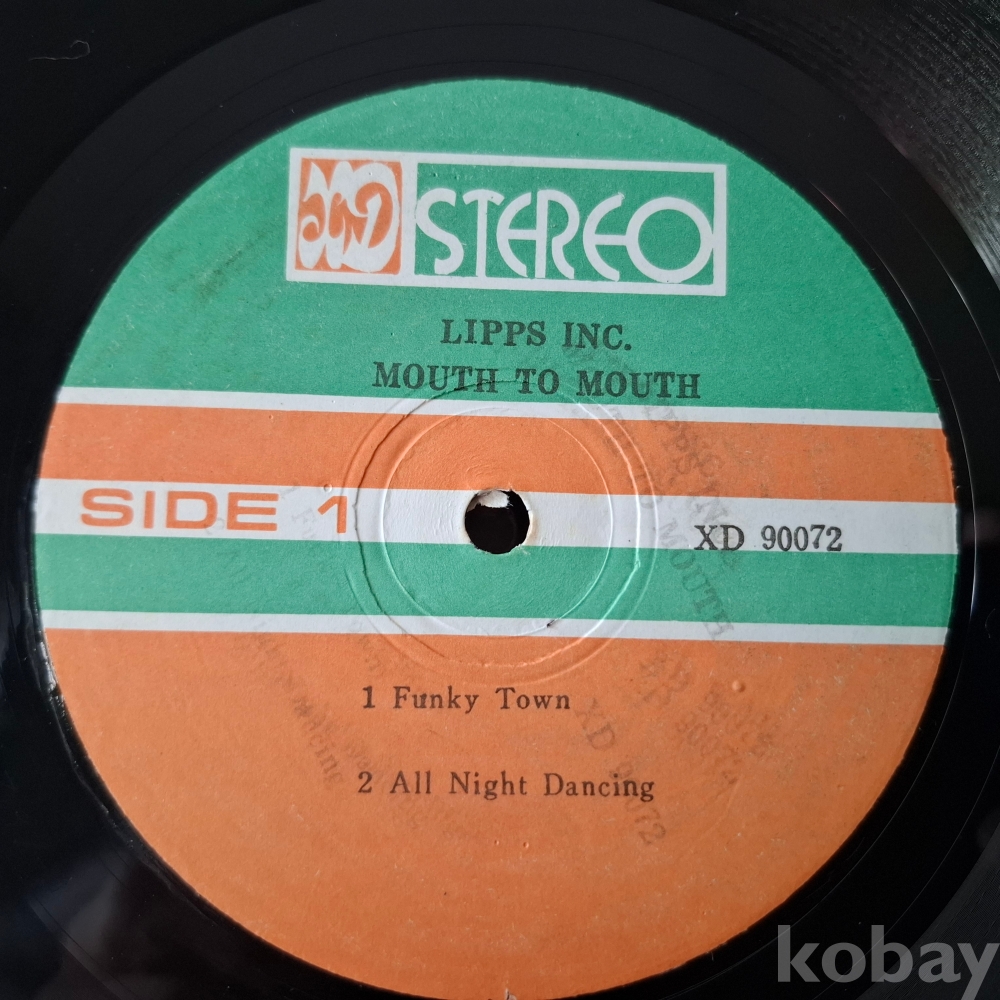 STEREO
LIPPS INC.
MOUTH TO MOUTH
SIDE 1
XD 90072
1 Funky Town
2 All Night Dancing
kobay